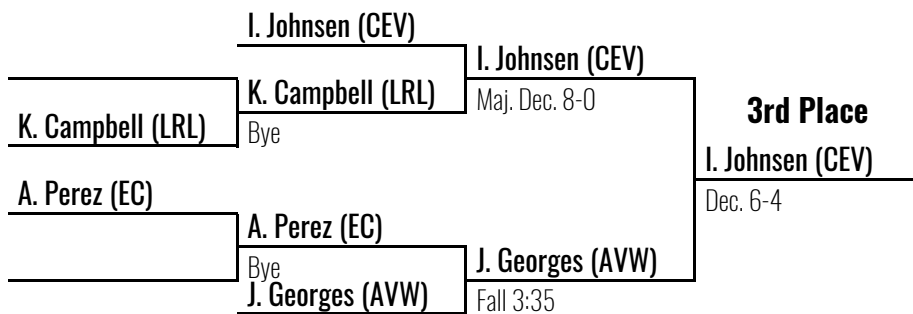 I. Johnsen (CEV)
I. Johnsen (CEV)
K. Campbell (LRL)
Maj. Dec. 8-0
3rd Place
K. Campbell (LRL)
Bye
I. Johnsen (CEV)
A. Perez (EC)
Dec. 6-4
A. Perez (EC)
Bye
J. Georges (AVW)
J. Georges (AVW)
Fall 3:35